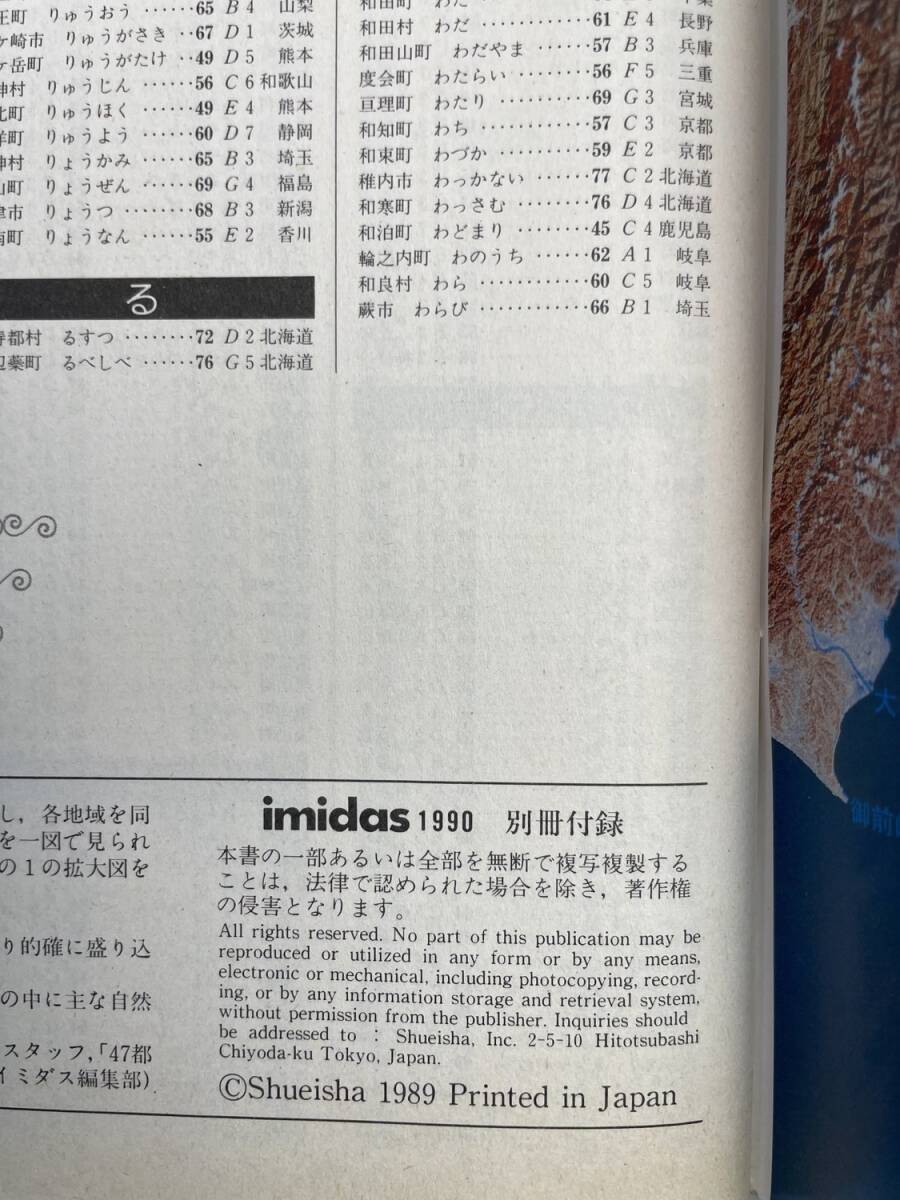 王町 りゅうおう ‥‥‥65 B 4 山梨
ケ崎市 りゅうがさき ‥67 D 1 茨城
ケ岳町 りゅうがたけ ‥49 D 5 熊本
神村 りゅうじん ‥‥‥56 C 6 和歌山
北町 りゅうほく ‥‥‥49 E 4 熊本
洋町 りゅうよう ‥‥‥60 D 7 静岡
神村 りょうかみ ‥‥‥65 B 3 埼玉
山町 りょうぜん ‥‥‥69 G 4 福島
津市 りょうつ ‥‥‥‥68 B 3 新潟
南町 りょうなん ‥‥‥55 E 2 香川
る
寿都村 るすつ ‥‥‥‥72 D 2 北海道
辺蘂町 るべしべ ‥‥‥76 G 5 北海道
和田村 わだ ‥‥‥‥‥‥61 E 4 長野
和田山町 わだやま ‥‥‥57 B 3 兵庫
度会町 わたらい ‥‥‥‥56 F 5 三重
亘理町 わたり ‥‥‥‥‥69 G 3 宮城
和知町 わち ‥‥‥‥‥‥57 C 3 京都
和束町 わづか ‥‥‥‥‥59 E 2 京都
稚内市 わっかない ‥‥‥77 C 2 北海道
和寒町 わっさむ ‥‥‥‥76 D 4 北海道
和泊町 わどまり ‥‥‥‥45 C 4 鹿児島
輪之内町 わのうち ‥‥‥62 A 1 岐阜
和良村 わら ‥‥‥‥‥‥60 C 5 岐阜
蕨市 わらび ‥‥‥‥‥‥66 B 1 埼玉
し，各地域を同
を一図で見られ
の1の拡大図を
り的確に盛り込
の中に主な自然
スタッフ，「47都
イミダス編集部)
imidas 1990 別冊付録
本書の一部あるいは全部を無断で複写複製する
ことは，法律で認められた場合を除き，著作権
の侵害となります。
All rights reserved. No part of this publication may be
reproduced or utilized in any form or by any means,
electronic or mechanical, including photocopying, record-
ing, or by any information storage and retrieval system,
without permission from the publisher. Inquiries should
be addressed to : Shueisha, Inc. 2-5-10 Hitotsubashi
Chiyoda-ku Tokyo, Japan.
©Shueisha 1989 Printed in Japan
大
御前